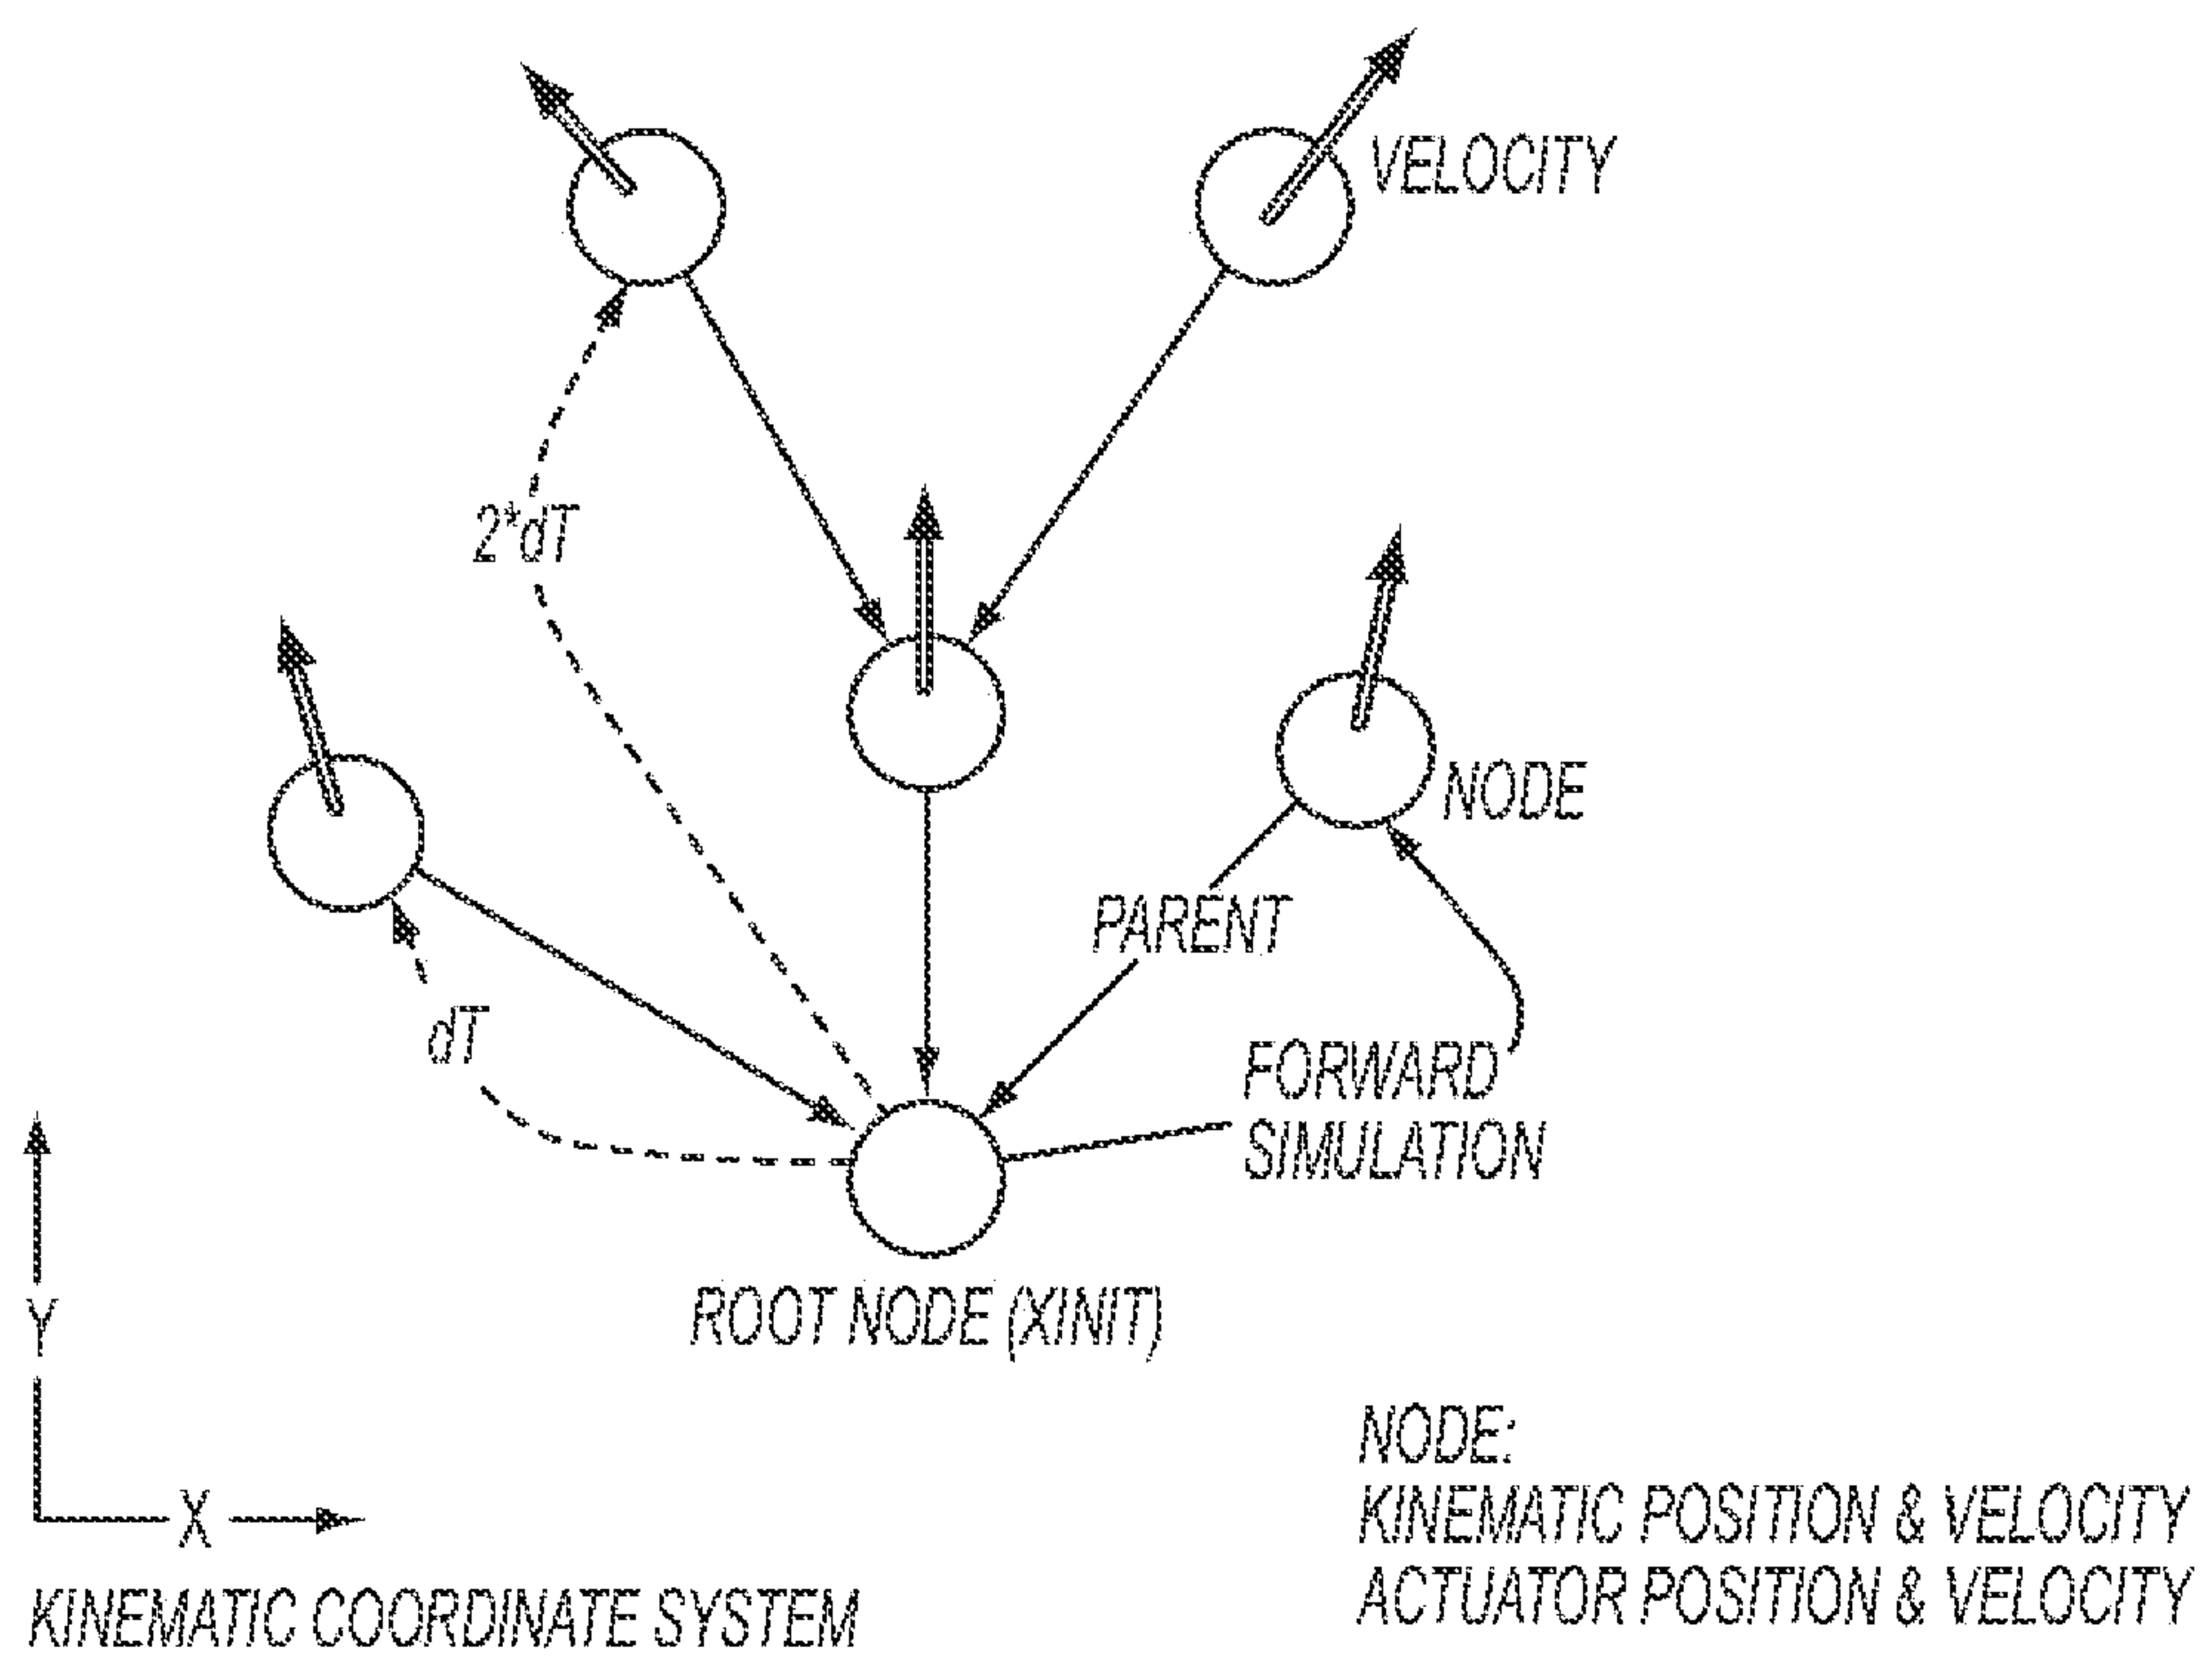 VELOCITY
2*dT
NODE
PARENT
dT
FORWARD
SIMULATION
ROOT NODE (XINIT)
Y
X
KINEMATIC COORDINATE SYSTEM
NODE:
KINEMATIC POSITION & VELOCITY
ACTUATOR POSITION & VELOCITY